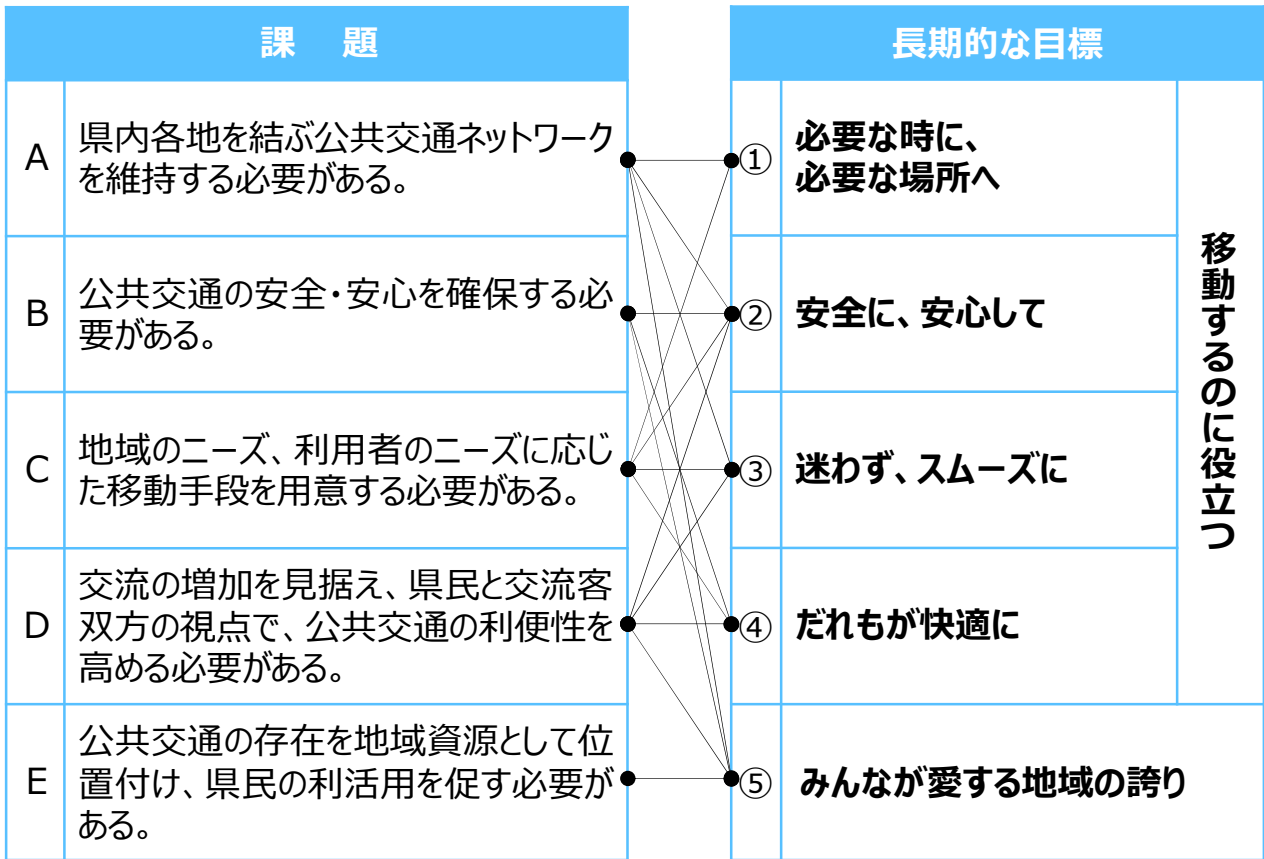 課　題
A
県内各地を結ぶ公共交通ネットワーク
を維持する必要がある。
B
公共交通の安全・安心を確保する必
要がある。
C
地域のニーズ、利用者のニーズに応じ
た移動手段を用意する必要がある。
D
交流の増加を見据え、県民と交流客
双方の視点で、公共交通の利便性を
高める必要がある。
E
公共交通の存在を地域資源として位
置付け、県民の利活用を促す必要が
ある。
長期的な目標
①
必要な時に、
必要な場所へ
②
安全に、安心して
③
迷わず、スムーズに
④
だれもが快適に
移動するのに役立つ
⑤
みんなが愛する地域の誇り